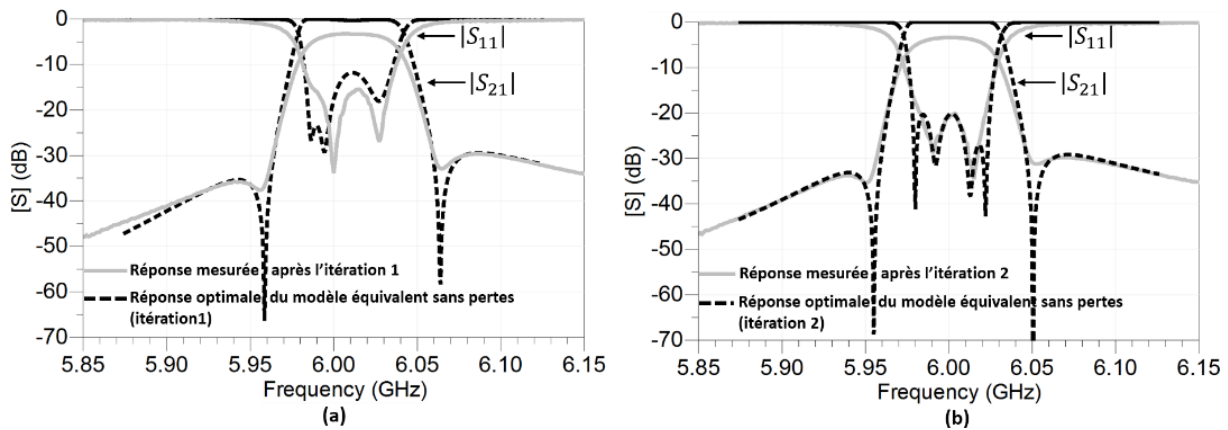 0
-10
-20
-30
-40
-50
-60
-70
[S] (dB)
|S11|
|S21|
Réponse mesurée après l'itération 1
Réponse optimale du modèle équivalent sans pertes
(itération1)
5.85 5.90 5.95 6.00 6.05 6.10 6.15
Frequency (GHz)
(a)
0
-10
-20
-30
-40
-50
-60
-70
[S] (dB)
|S11|
|S21|
Réponse mesurée après l'itération 2
Réponse optimale du modèle équivalent sans pertes
(itération 2)
5.85 5.90 5.95 6.00 6.05 6.10 6.15
Frequency (GHz)
(b)